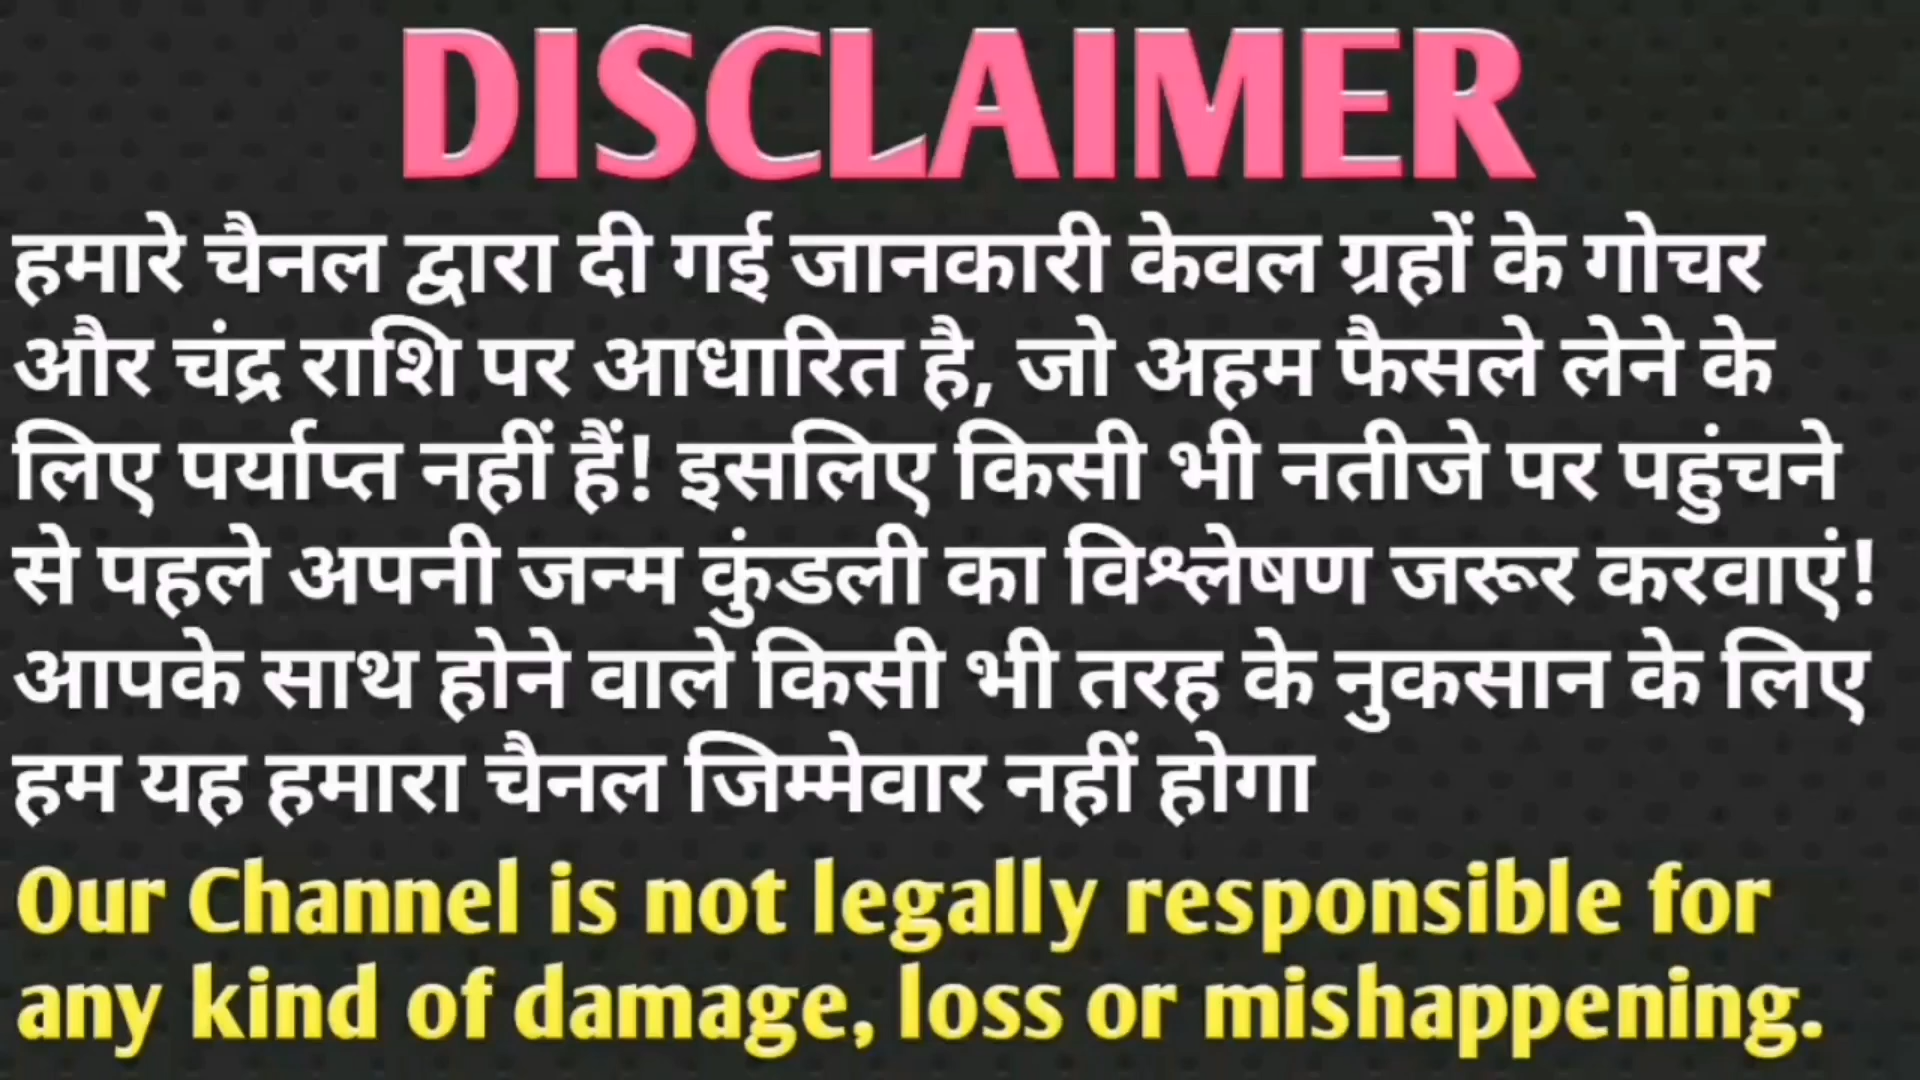 DISCLAIMER
हमारे चैनल द्वारा दी गई जानकारी केवल ग्रहों के गोचर
और चंद्र राशि पर आधारित है, जो अहम फैसले लेने के
लिए पर्याप्त नहीं हैं! इसलिए किसी भी नतीजे पर पहुंचने
से पहले अपनी जन्म कुंडली का विश्लेषण जरूर करवाएं!
आपके साथ होने वाले किसी भी तरह के नुकसान के लिए
हम यह हमारा चैनल जिम्मेवार नहीं होगा
Our Channel is not legally responsible for
any kind of damage, loss or mishappening.